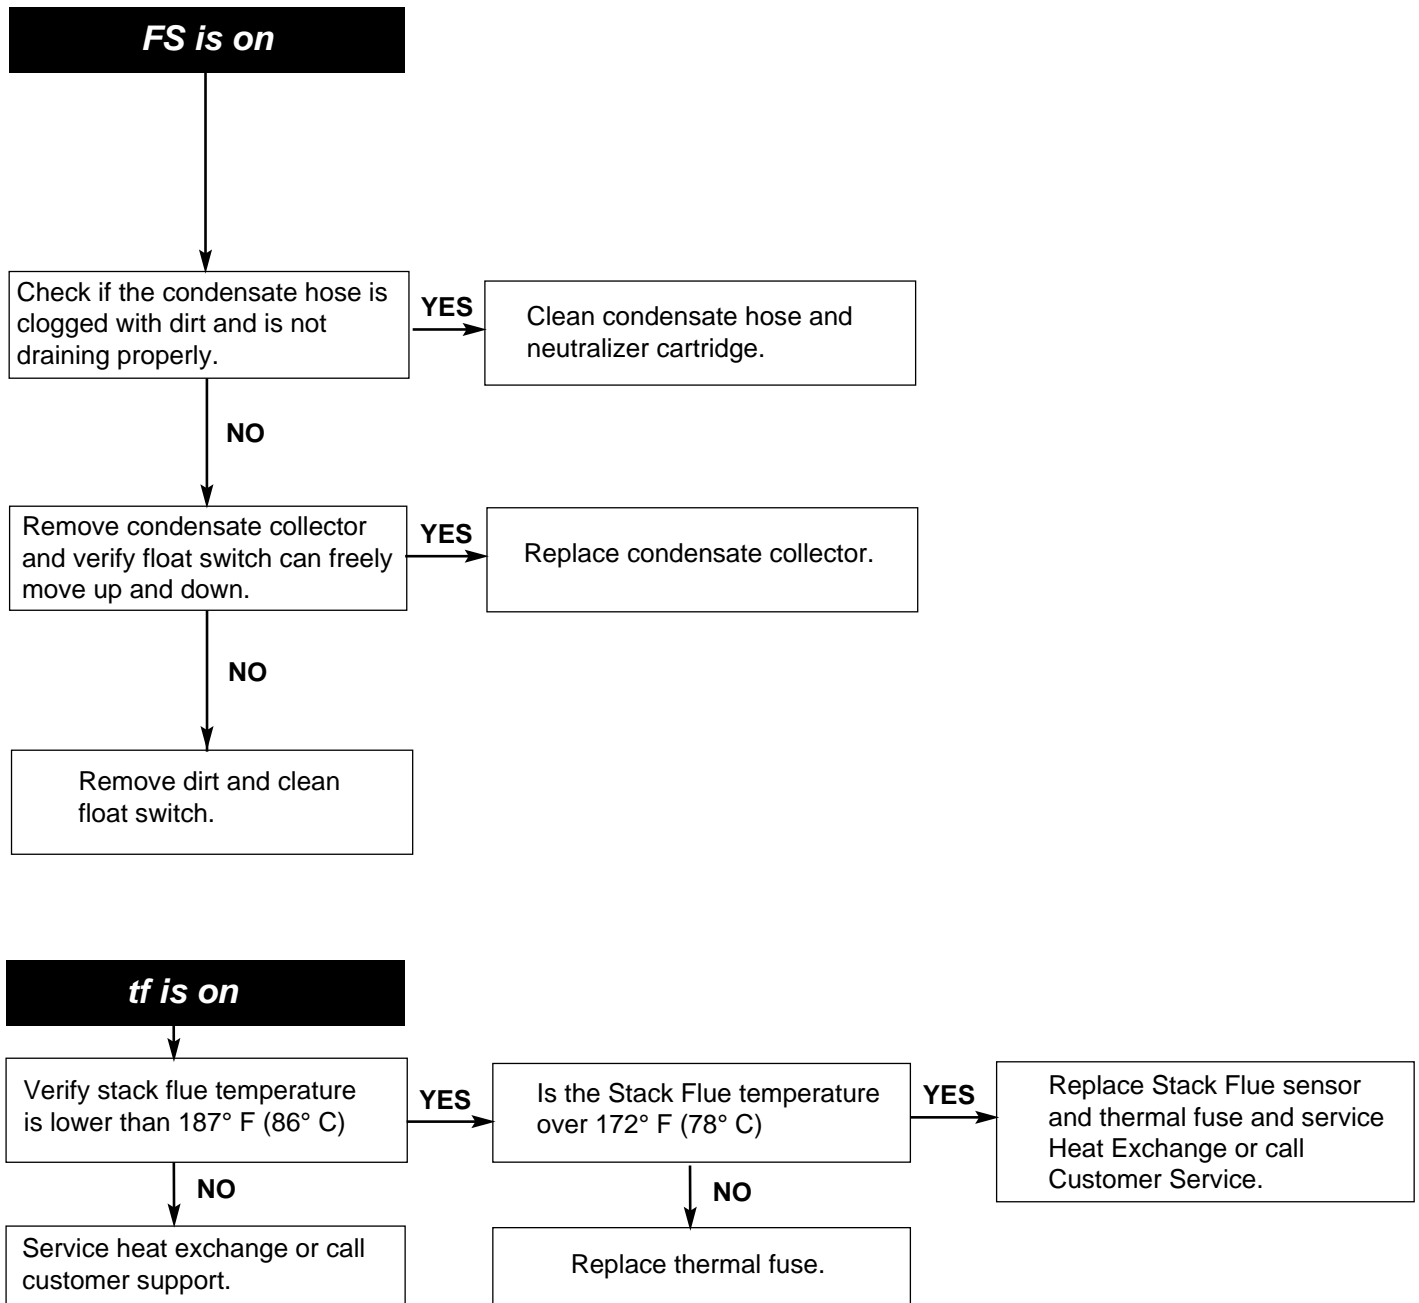 FS is on
Check if the condensate hose is
clogged with dirt and is not
draining properly.
YES
Clean condensate hose and
neutralizer cartridge.
NO
Remove condensate collector
and verify float switch can freely
move up and down.
YES
Replace condensate collector.
NO
Remove dirt and clean
float switch.
tf is on
Verify stack flue temperature
is lower than 187° F (86° C)
YES
Is the Stack Flue temperature
over 172° F (78° C)
YES
Replace Stack Flue sensor
and thermal fuse and service
Heat Exchange or call
Customer Service.
NO
Service heat exchange or call
customer support.
NO
Replace thermal fuse.